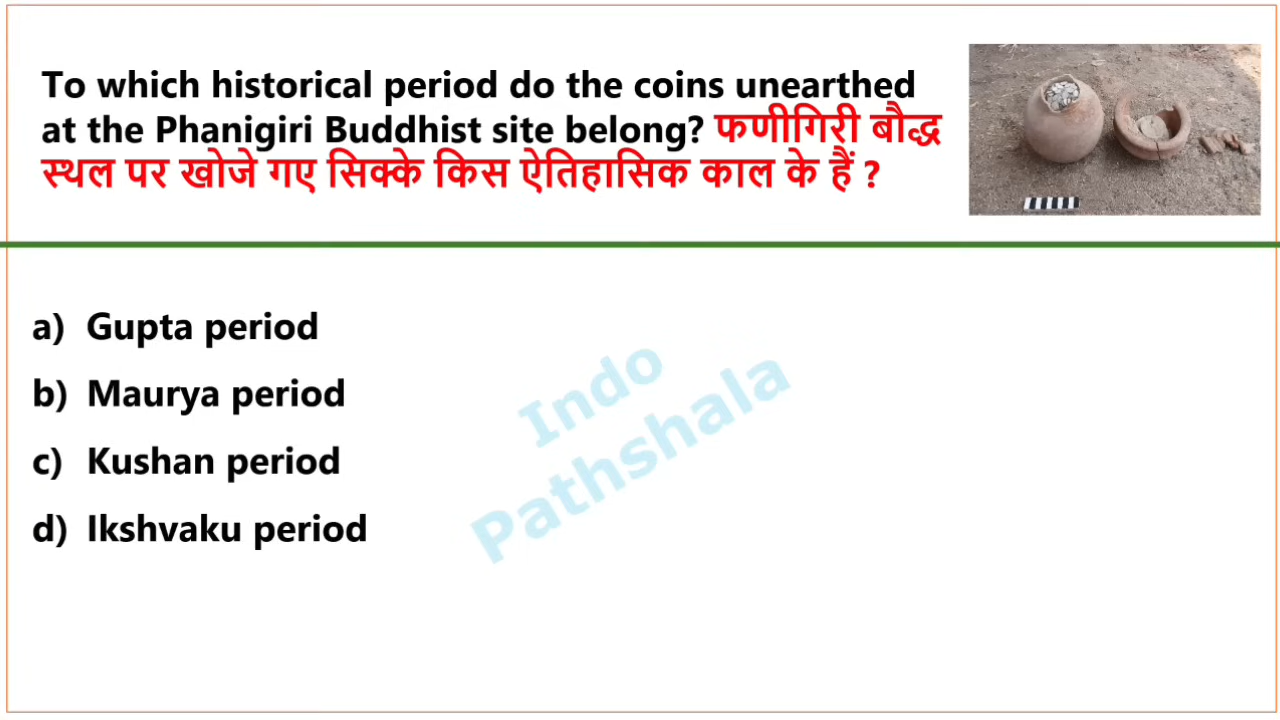 To which historical period do the coins unearthed
at the Phanigiri Buddhist site belong? फणीगिरी बौद्ध
स्थल पर खोजे गए सिक्के किस ऐतिहासिक काल के हैं ?
a) Gupta period
b) Maurya period
c) Kushan period
d) Ikshvaku period
Indo
Pathshala